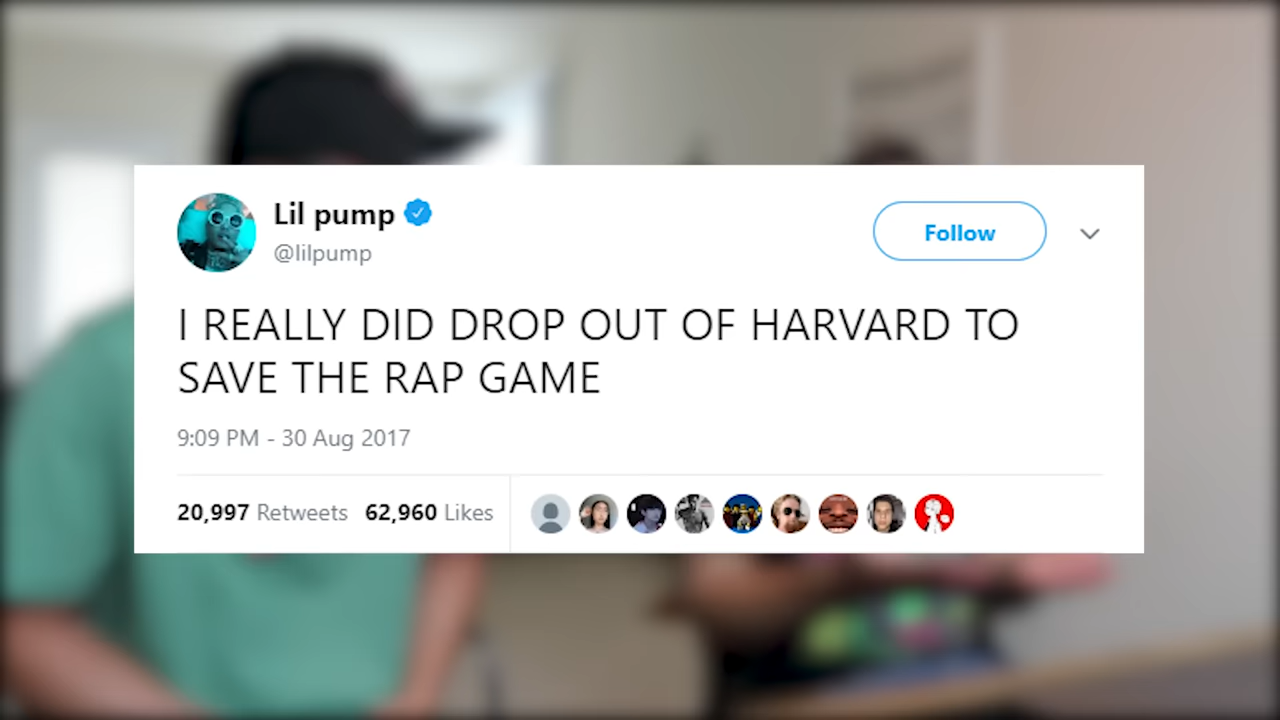 Lil pump
@lilpump
Follow
I REALLY DID DROP OUT OF HARVARD TO
SAVE THE RAP GAME
9:09 PM - 30 Aug 2017
20,997 Retweets 62,960 Likes